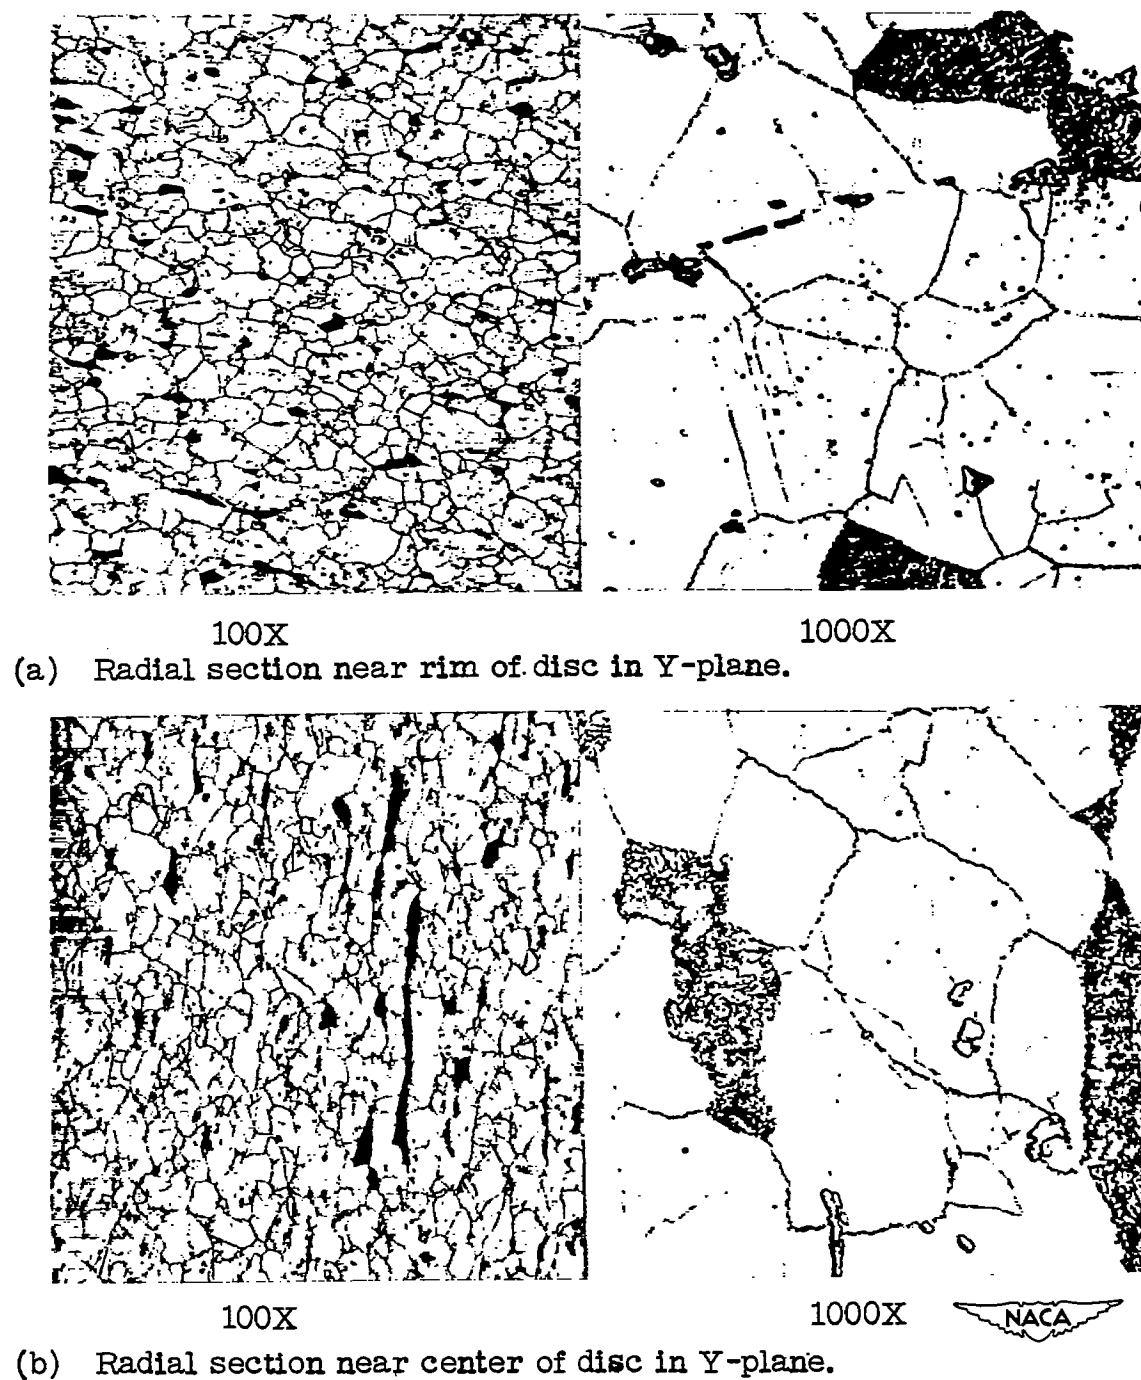 100X 1000X
(a) Radial section near rim of disc in Y-plane.
100X 1000X
NACA
(b) Radial section near center of disc in Y-plane.